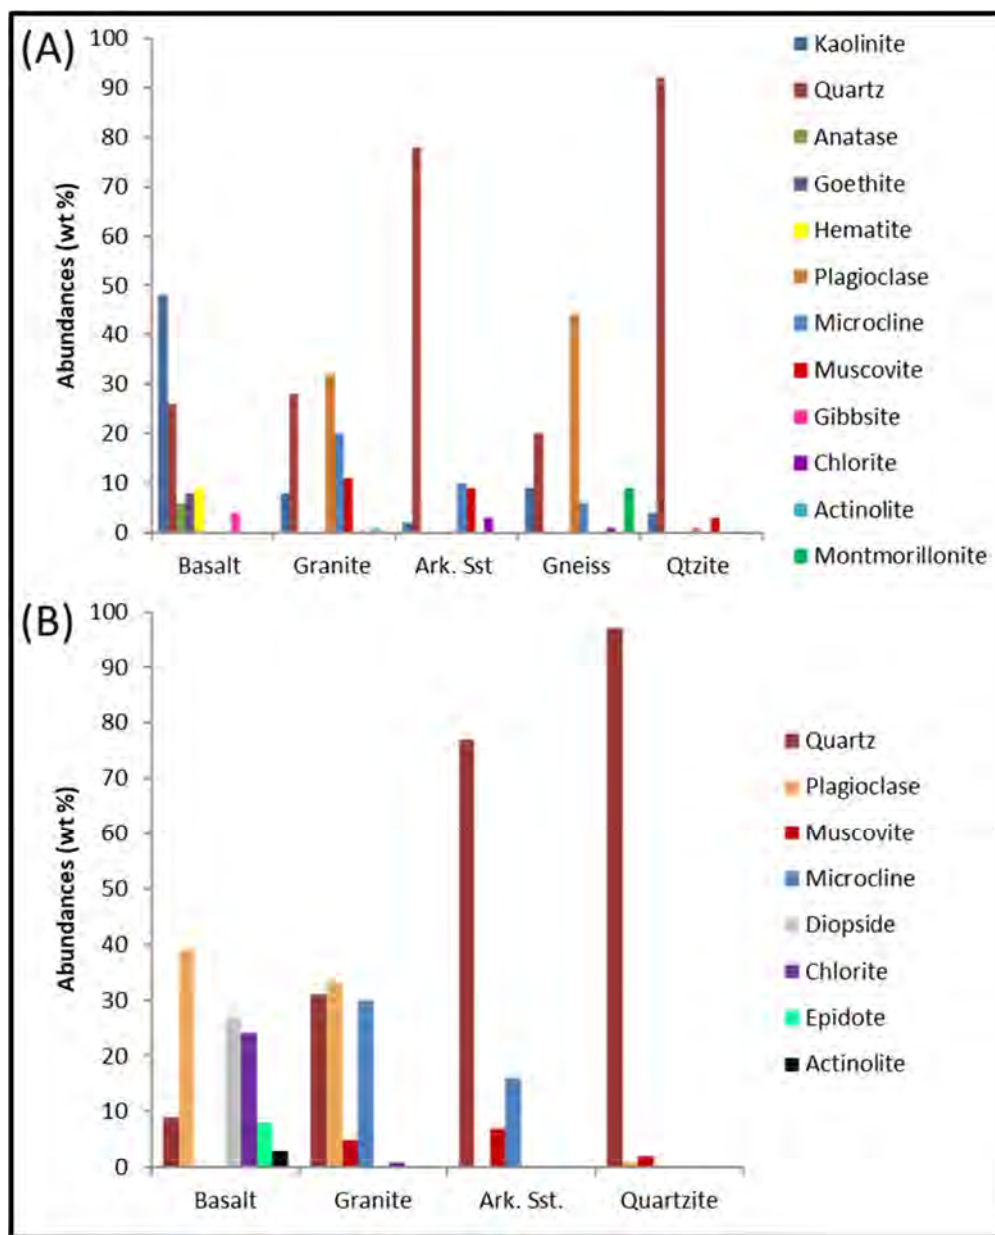 (A)
Abundances (wt %)
100
90
80
70
60
50
40
30
20
10
0
Basalt Granite Ark. Sst Gneiss Qtzite
Kaolinite
Quartz
Anatase
Goethite
Hematite
Plagioclase
Microcline
Muscovite
Gibbsite
Chlorite
Actinolite
Montmorillonite
(B)
Abundances (wt %)
100
90
80
70
60
50
40
30
20
10
0
Basalt Granite Ark. Sst. Quartzite
Quartz
Plagioclase
Muscovite
Microcline
Diopside
Chlorite
Epidote
Actinolite